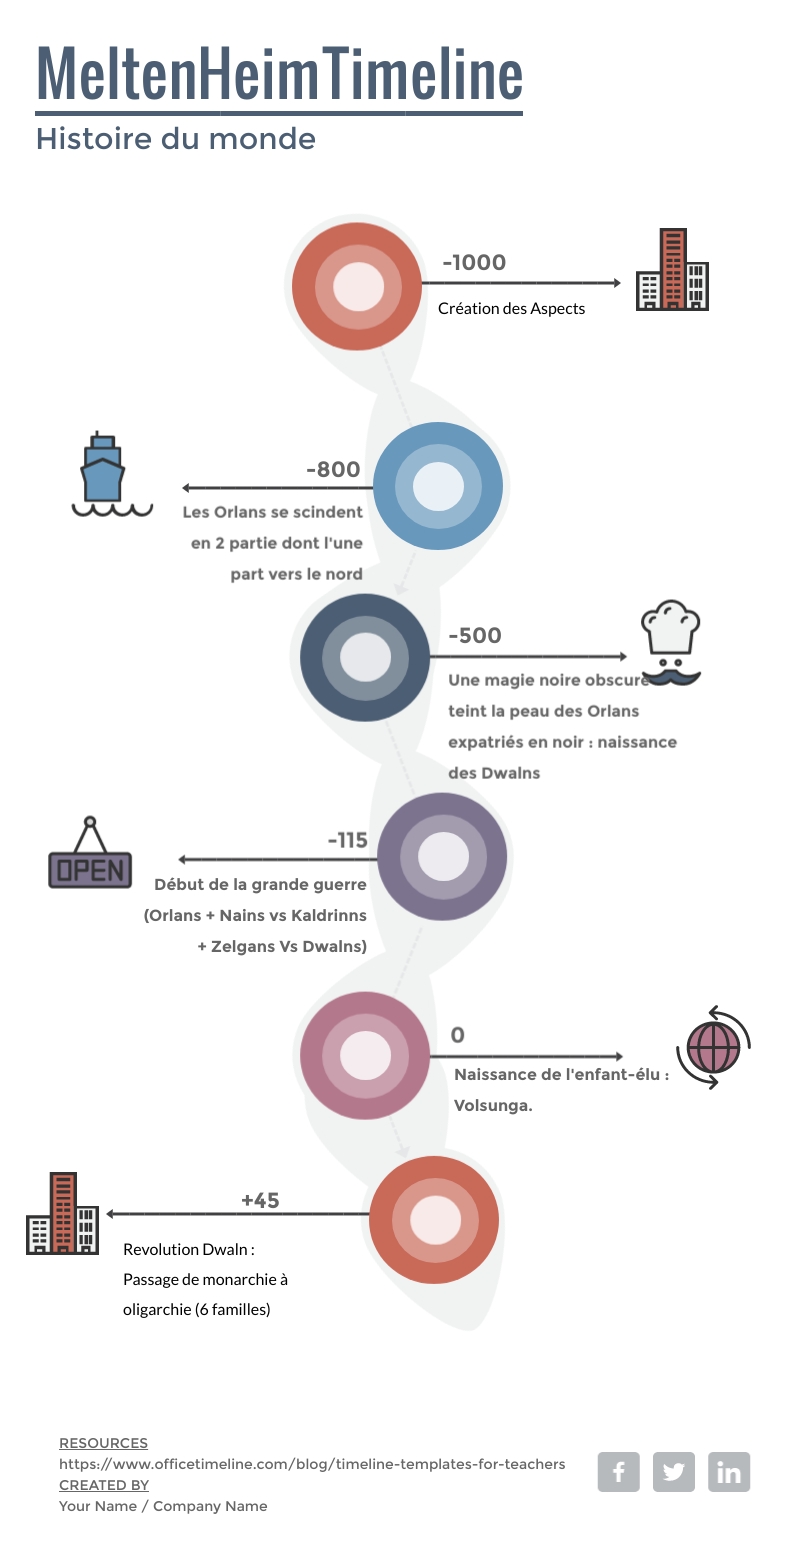 MeltenHeimTimeline
Histoire du monde
-1000
Création des Aspects
-800
Les Orlans se scindent
en 2 partie dont l'une
part vers le nord
-500
Une magie noire obscure
teint la peau des Orlans
expatriés en noir : naissance
des Dwalns
-115
OPEN
Début de la grande guerre
(Orlans + Nains vs Kaldrinns
+ Zelgans Vs Dwalns)
0
Naissance de l'enfant-élu :
Volsunga.
+45
Revolution Dwaln :
Passage de monarchie à
oligarchie (6 familles)
RESOURCES
https://www.officetimeline.com/blog/timeline-templates-for-teachers
CREATED BY
Your Name / Company Name
f
in